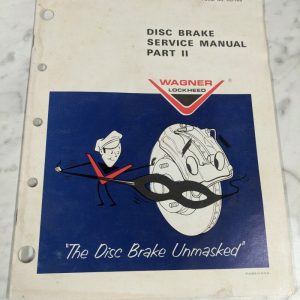 DISC BRAKE
SERVICE MANUAL
PART II
WAGNER
LOCKHEED
®
"The Disc Brake Unmasked"